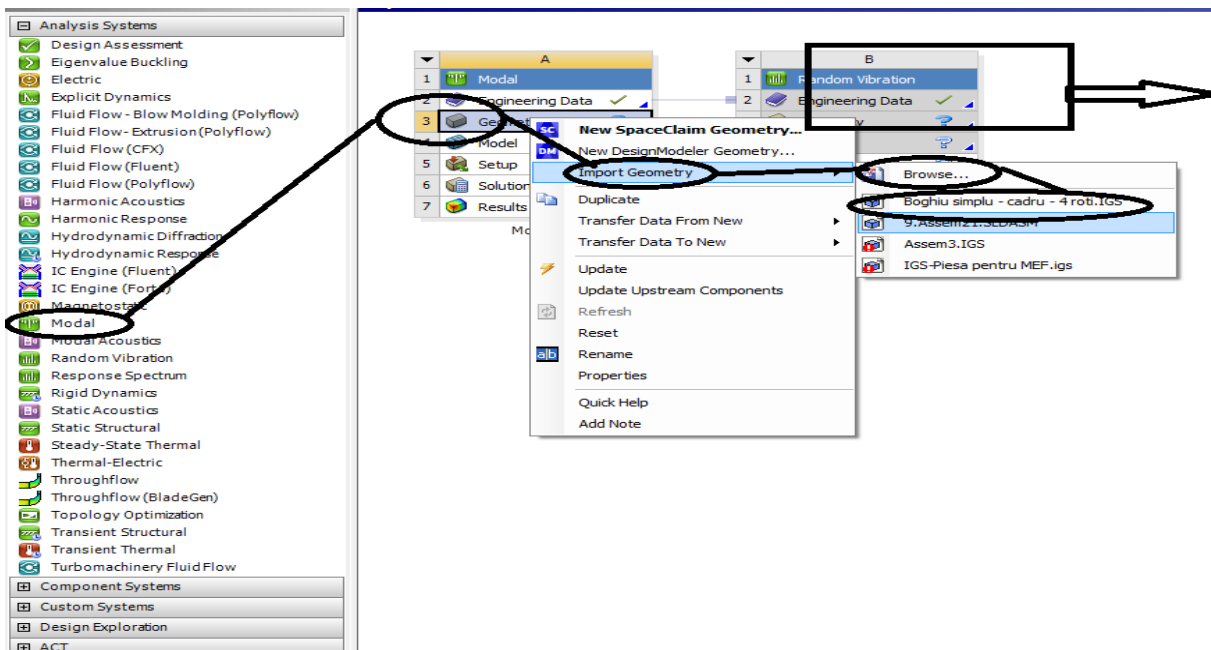 Analysis Systems
Design Assessment
Eigenvalue Buckling
Electric
Explicit Dynamics
Fluid Flow - Blow Molding (Polyflow)
Fluid Flow - Extrusion (Polyflow)
Fluid Flow (CFX)
Fluid Flow (Fluent)
Fluid Flow (Polyflow)
Harmonic Acoustics
Harmonic Response
Hydrodynamic Diffraction
Hydrodynamic Response
IC Engine (Fluent)
IC Engine (Forte)
Magnetostatic
Modal
Modal Acoustics
Random Vibration
Response Spectrum
Rigid Dynamics
Static Acoustics
Static Structural
Steady-State Thermal
Thermal-Electric
Throughflow
Throughflow (BladeGen)
Topology Optimization
Transient Structural
Transient Thermal
Turbomachinery Fluid Flow
Component Systems
Custom Systems
Design Exploration
ACT
A
1 Modal
2 Engineering Data
3
Model
5 Setup
6 Solution
7 Results
B
1 Random Vibration
2 Engineering Data
SC New SpaceClaim Geometry...
DM New DesignModeler Geometry...
Import Geometry
Duplicate
Transfer Data From New
Transfer Data To New
Update
Update Upstream Components
Refresh
Reset
a|b Rename
Properties
Quick Help
Add Note
Browse...
Boghiu simplu - cadru - 4 roti.IGS
9.Assem21.SLDASM
Assem3.IGS
IGS-Piesa pentru MEF.igs